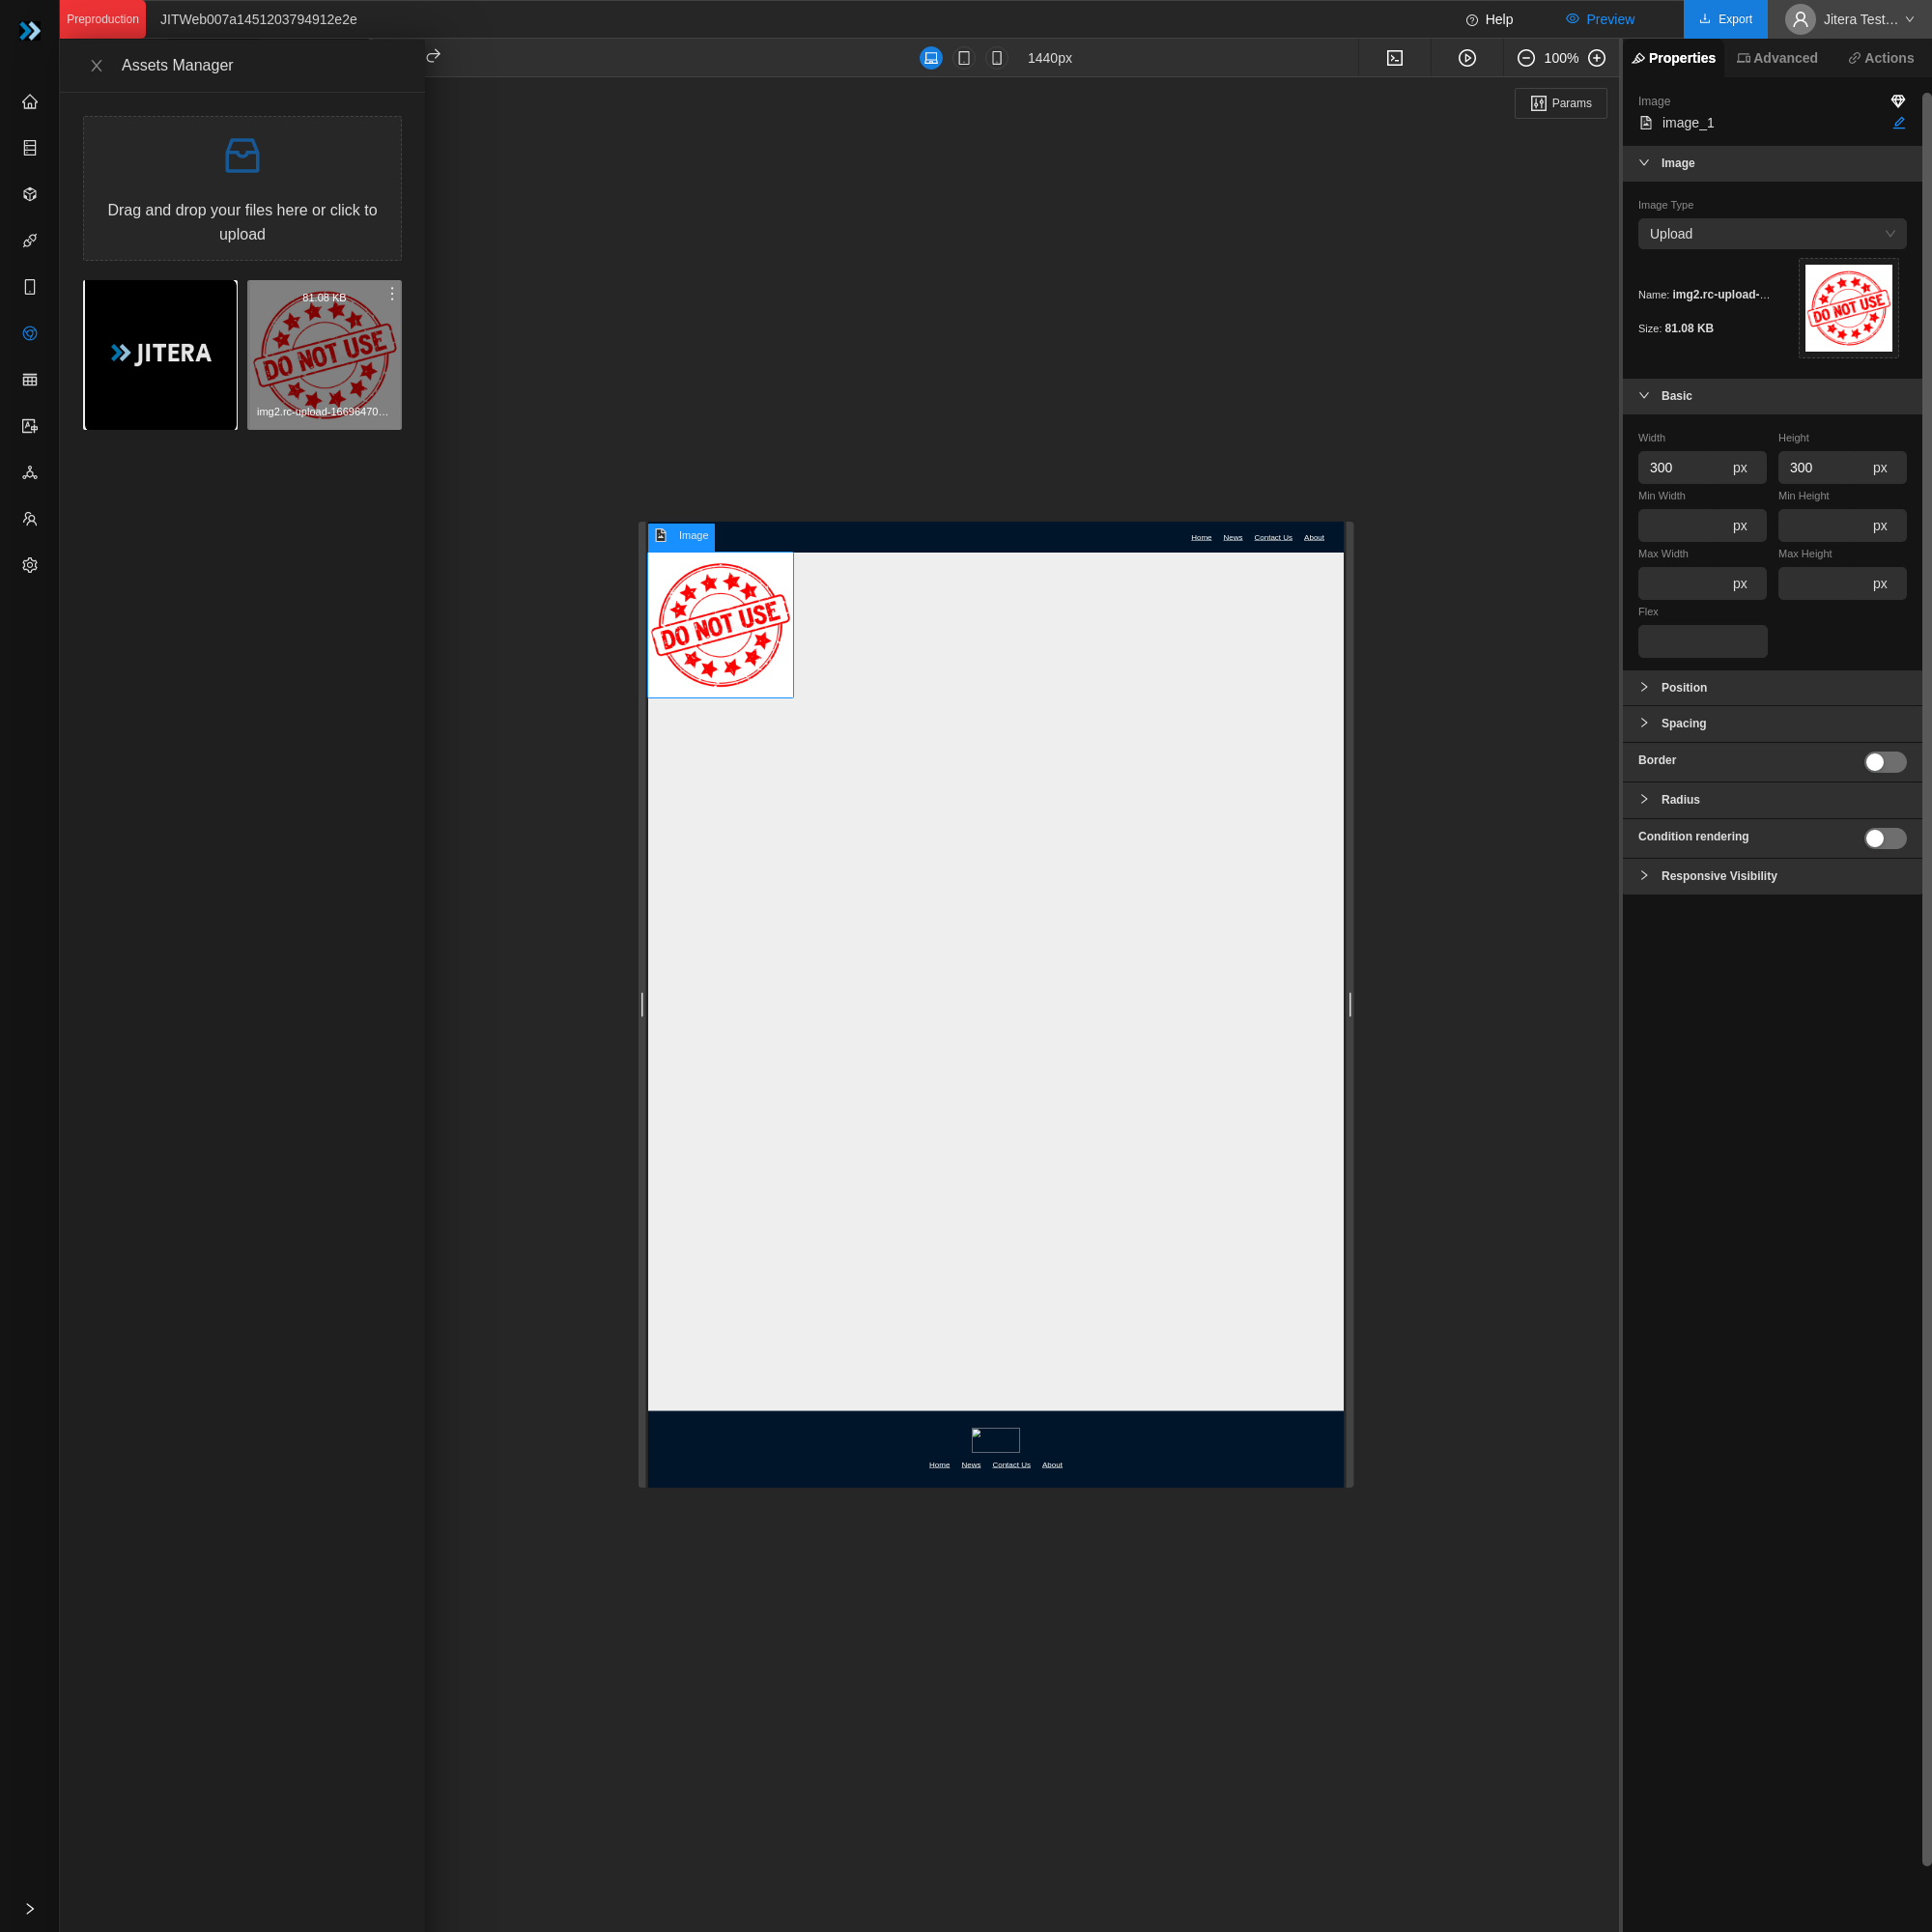 Preproduction
JITWeb007a1451203794912e2e
Help
Preview
Export
Jitera Test…
Assets Manager
1440px
100%
Properties
Advanced
Actions
Params
Drag and drop your files here or click to
upload
JITERA
81.08 KB
DO NOT USE
img2.rc-upload-16698470…
Image
image_1
Image
Image Type
Upload
Name: img2.rc-upload-…
Size: 81.08 KB
DO NOT USE
Basic
Width
Height
300 px
300 px
Min Width
Min Height
px
px
Max Width
Max Height
px
px
Flex
Position
Spacing
Border
Radius
Condition rendering
Responsive Visibility
Image
Home News Contact Us About
DO NOT USE
Home News Contact Us About